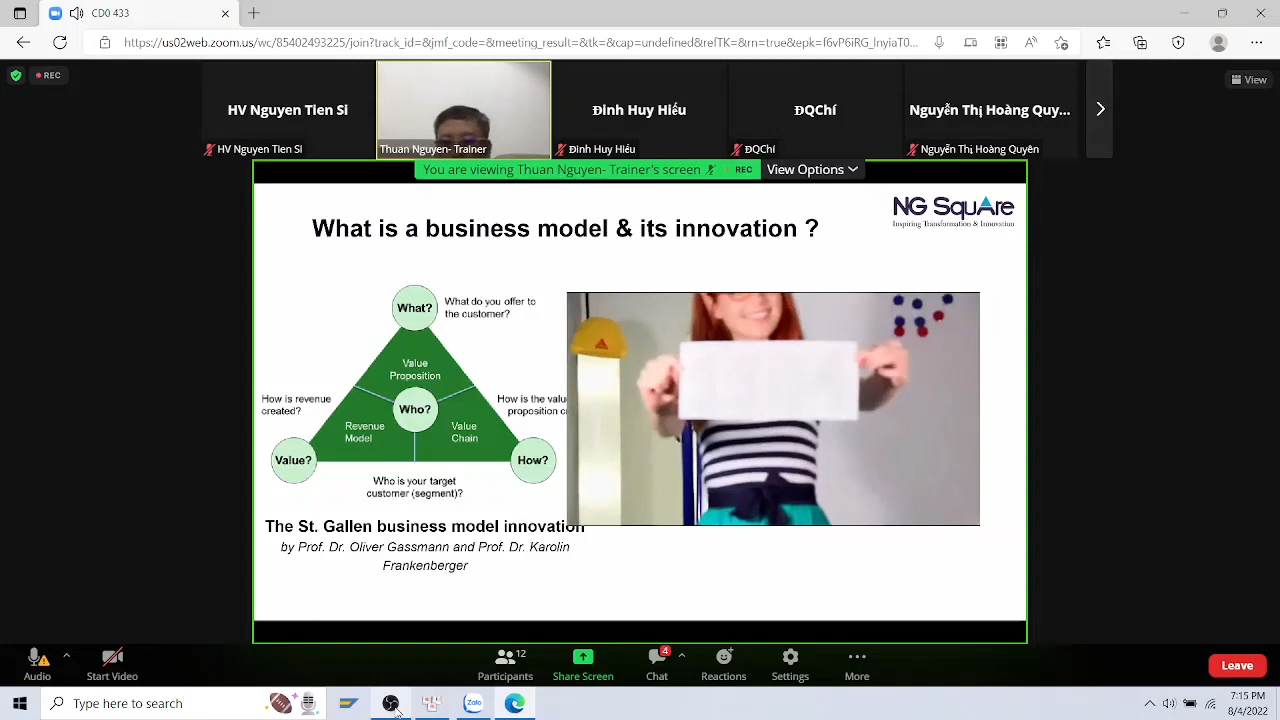 CD0 433
https://us02web.zoom.us/wc/85402493225/join?track_id=&jmf_code=&meeting_result=&tk=&cap=undefined&refTK=&rn=true&epk=f6vP6iRG_lnyiaT0...
REC
View
HV Nguyen Tien Si
Đinh Huy Hiếu
ĐQChí
Nguyễn Thị Hoàng Quy...
HV Nguyen Tien Si
Thuan Nguyen- Trainer
Đinh Huy Hiếu
ĐQChí
Nguyễn Thị Hoàng Quyên
You are viewing Thuan Nguyen- Trainer's screen
REC
View Options
NG SquAre
Inspiring Transformation & Innovation
What is a business model & its innovation ?
What?
What do you offer to
the customer?
Value
Proposition
How is revenue
created?
Who?
How is the valu
proposition c
Revenue
Model
Value
Chain
Value?
How?
Who is your target
customer (segment)?
The St. Gallen business model innovation
by Prof. Dr. Oliver Gassmann and Prof. Dr. Karolin
Frankenberger
Audio
Start Video
12
Participants
Share Screen
4
Chat
Reactions
Settings
More
Leave
Type here to search
Zalo
7:15 PM
8/4/2022